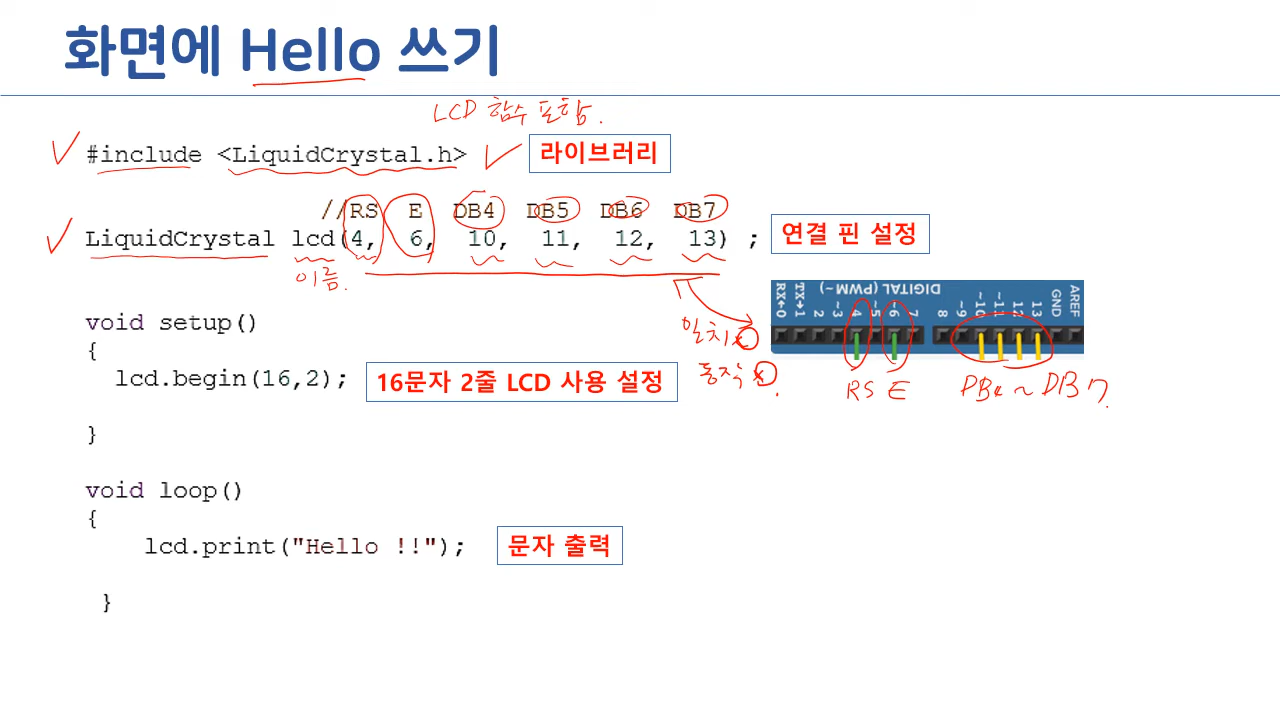 화면에 Hello 쓰기
LCD 함수 포함.
#include <LiquidCrystal.h> 라이브러리
//RS E DB4 DB5 DB6 DB7
LiquidCrystal lcd(4, 6, 10, 11, 12, 13) ; 연결 핀 설정
이름.
RX←0 TX→1 2 ~3 4 ~5 ~6 7 8 ~9 ~10 ~11 12 13 GND AREF
DIGITAL (PWM ~)
일치
동작
RS E DB4 ~ DB7.
void setup()
{
lcd.begin(16,2); 16문자 2줄 LCD 사용 설정
}
void loop()
{
lcd.print("Hello !!"); 문자 출력
}